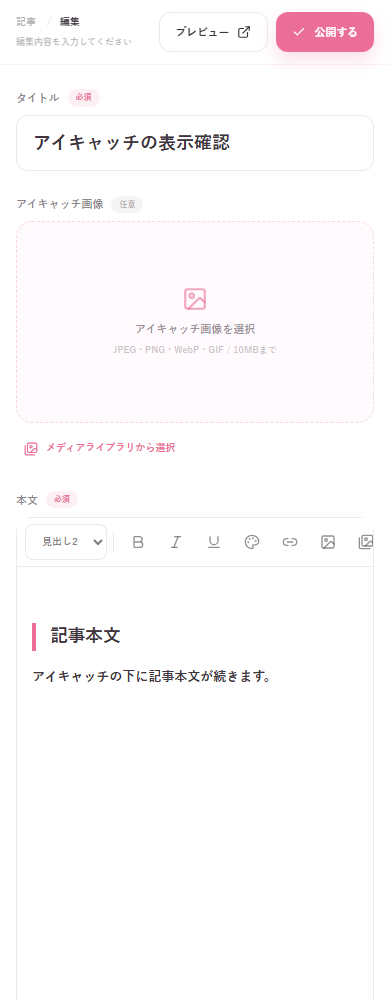 記事 / 編集
編集内容を入力してください
プレビュー
公開する
タイトル 必須
アイキャッチの表示確認
アイキャッチ画像 任意
アイキャッチ画像を選択
JPEG・PNG・WebP・GIF / 10MBまで
メディアライブラリから選択
本文 必須
見出し2
記事本文
アイキャッチの下に記事本文が続きます。